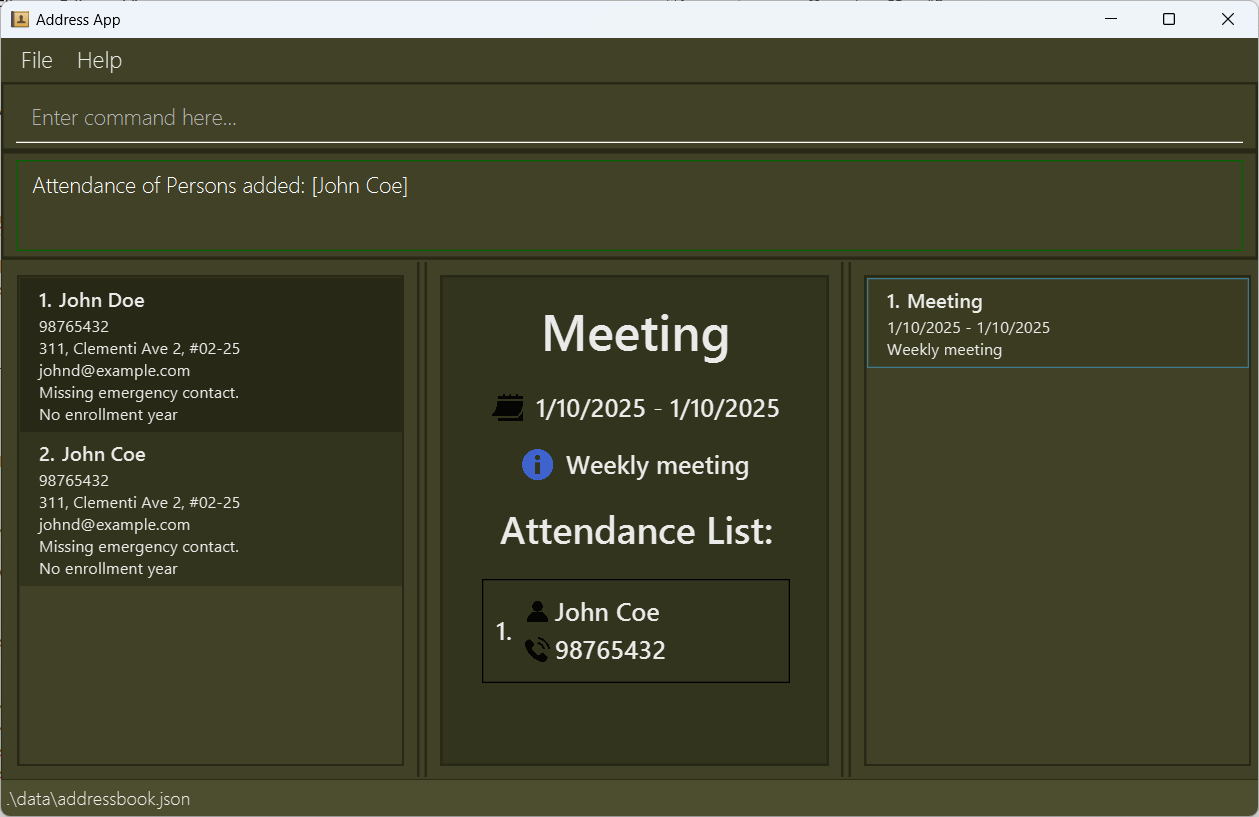 Address App
File Help
Enter command here...
Attendance of Persons added: [John Coe]
1. John Doe
98765432
311, Clementi Ave 2, #02-25
johnd@example.com
Missing emergency contact.
No enrollment year
2. John Coe
98765432
311, Clementi Ave 2, #02-25
johnd@example.com
Missing emergency contact.
No enrollment year
Meeting
1/10/2025 - 1/10/2025
Weekly meeting
Attendance List:
1.
John Coe
98765432
1. Meeting
1/10/2025 - 1/10/2025
Weekly meeting
.\data\addressbook.json